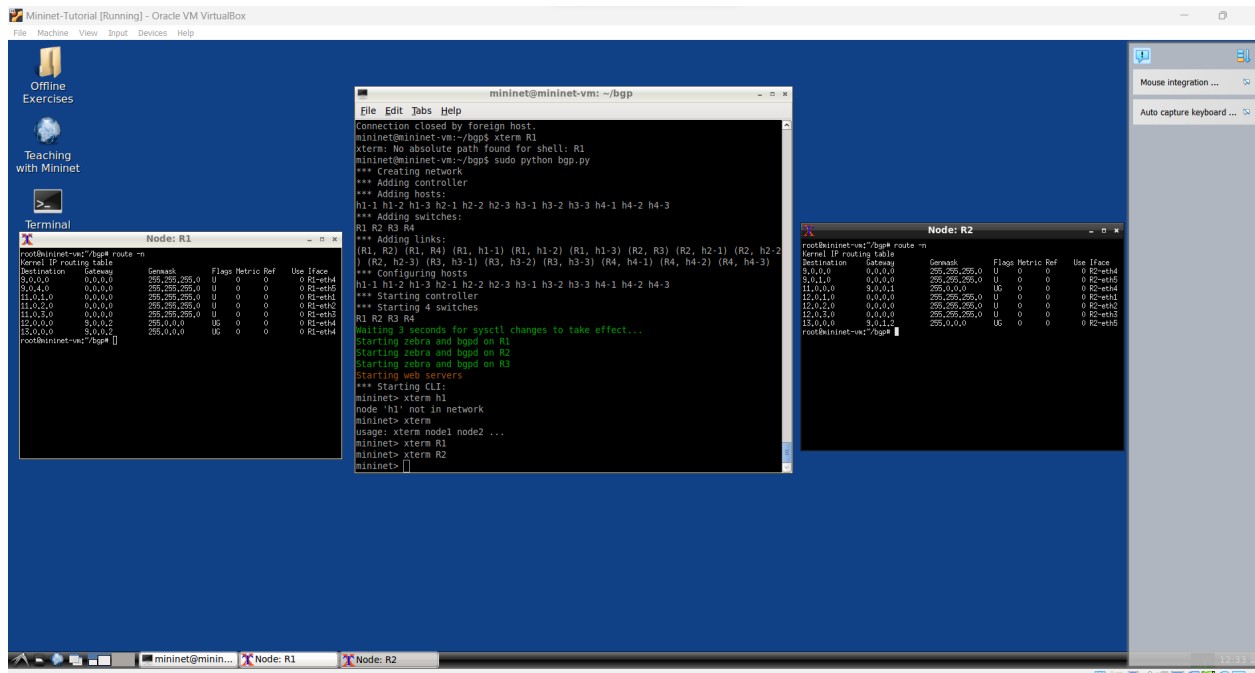 Mininet-Tutorial [Running] - Oracle VM VirtualBox
File Machine View Input Devices Help
Offline
Exercises
Teaching
with Mininet
Terminal
mininet@mininet-vm: ~/bgp
File Edit Tabs Help
Connection closed by foreign host.
mininet@mininet-vm:~/bgp$ xterm R1
xterm: No absolute path found for shell: R1
mininet@mininet-vm:~/bgp$ sudo python bgp.py
*** Creating network
*** Adding controller
*** Adding hosts:
h1-1 h1-2 h1-3 h2-1 h2-2 h2-3 h3-1 h3-2 h3-3 h4-1 h4-2 h4-3
*** Adding switches:
R1 R2 R3 R4
*** Adding links:
(R1, R2) (R1, R4) (R1, h1-1) (R1, h1-2) (R1, h1-3) (R2, R3) (R2, h2-1) (R2, h2-2
) (R2, h2-3) (R3, h3-1) (R3, h3-2) (R3, h3-3) (R4, h4-1) (R4, h4-2) (R4, h4-3)
*** Configuring hosts
h1-1 h1-2 h1-3 h2-1 h2-2 h2-3 h3-1 h3-2 h3-3 h4-1 h4-2 h4-3
*** Starting controller
*** Starting 4 switches
R1 R2 R3 R4
Waiting 3 seconds for sysctl changes to take effect...
Starting zebra and bgpd on R1
Starting zebra and bgpd on R2
Starting zebra and bgpd on R3
Starting web servers
*** Starting CLI:
mininet> xterm h1
node 'h1' not in network
mininet> xterm
usage: xterm node1 node2 ...
mininet> xterm R1
mininet> xterm R2
mininet>
Node: R1
root@mininet-vm:~/bgp# route -n
Kernel IP routing table
Destination Gateway Genmask Flags Metric Ref Use Iface
9.0.0.0 0.0.0.0 255.255.255.0 U 0 0 0 R1-eth4
9.0.4.0 0.0.0.0 255.255.255.0 U 0 0 0 R1-eth5
11.0.1.0 0.0.0.0 255.255.255.0 U 0 0 0 R1-eth1
11.0.2.0 0.0.0.0 255.255.255.0 U 0 0 0 R1-eth2
11.0.3.0 0.0.0.0 255.255.255.0 U 0 0 0 R1-eth3
12.0.0.0 9.0.0.2 255.0.0.0 UG 0 0 0 R1-eth4
13.0.0.0 9.0.0.2 255.0.0.0 UG 0 0 0 R1-eth4
root@mininet-vm:~/bgp#
Node: R2
root@mininet-vm:~/bgp# route -n
Kernel IP routing table
Destination Gateway Genmask Flags Metric Ref Use Iface
9.0.0.0 0.0.0.0 255.255.255.0 U 0 0 0 R2-eth4
9.0.1.0 0.0.0.0 255.255.255.0 U 0 0 0 R2-eth5
11.0.0.0 9.0.0.1 255.0.0.0 UG 0 0 0 R2-eth4
12.0.1.0 0.0.0.0 255.255.255.0 U 0 0 0 R2-eth1
12.0.2.0 0.0.0.0 255.255.255.0 U 0 0 0 R2-eth2
12.0.3.0 0.0.0.0 255.255.255.0 U 0 0 0 R2-eth3
13.0.0.0 9.0.1.2 255.0.0.0 UG 0 0 0 R2-eth5
root@mininet-vm:~/bgp#
Mouse integration ...
Auto capture keyboard ...
mininet@minin...
Node: R1
Node: R2
12:33